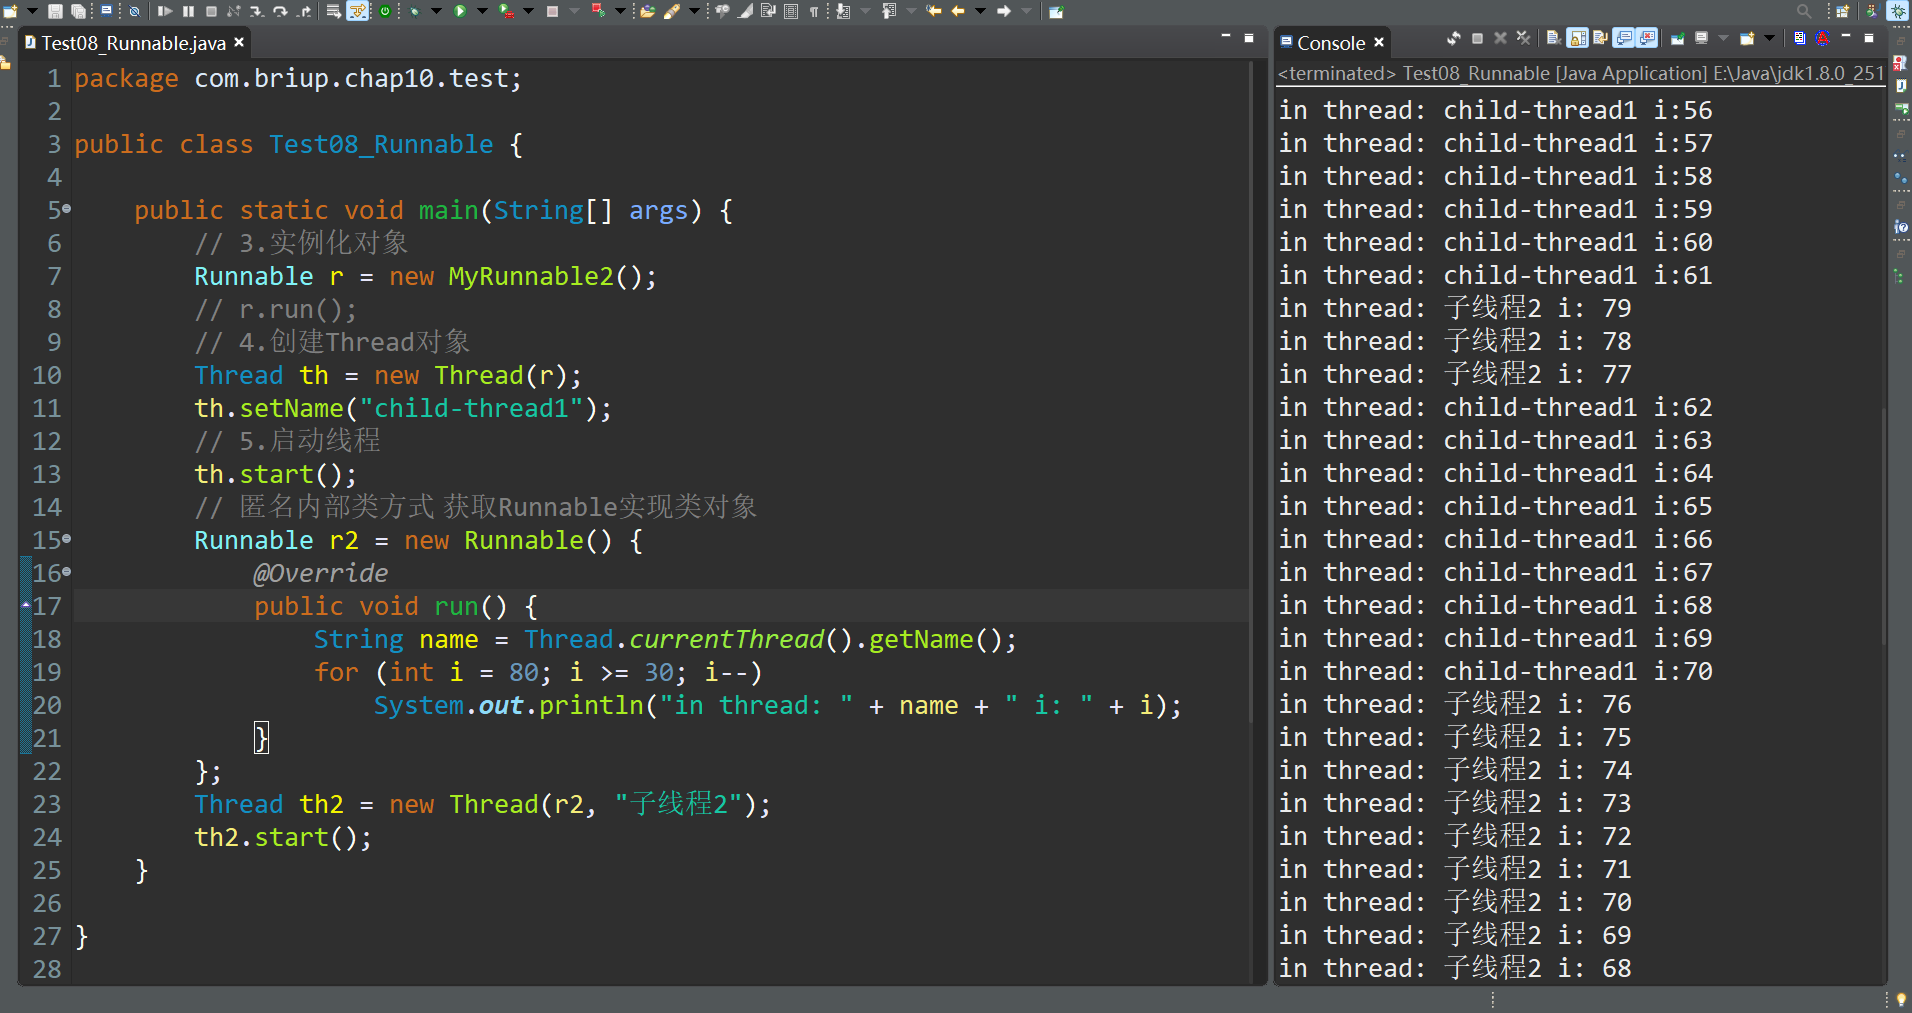 Test08_Runnable.java
1 package com.briup.chap10.test;
2
3 public class Test08_Runnable {
4
5 public static void main(String[] args) {
6 // 3.实例化对象
7 Runnable r = new MyRunnable2();
8 // r.run();
9 // 4.创建Thread对象
10 Thread th = new Thread(r);
11 th.setName("child-thread1");
12 // 5.启动线程
13 th.start();
14 // 匿名内部类方式 获取Runnable实现类对象
15 Runnable r2 = new Runnable() {
16 @Override
17 public void run() {
18 String name = Thread.currentThread().getName();
19 for (int i = 80; i >= 30; i--)
20 System.out.println("in thread: " + name + " i: " + i);
21 }
22 };
23 Thread th2 = new Thread(r2, "子线程2");
24 th2.start();
25 }
26
27 }
28
Console
<terminated> Test08_Runnable [Java Application] E:\Java\jdk1.8.0_251
in thread: child-thread1 i:56
in thread: child-thread1 i:57
in thread: child-thread1 i:58
in thread: child-thread1 i:59
in thread: child-thread1 i:60
in thread: child-thread1 i:61
in thread: 子线程2 i: 79
in thread: 子线程2 i: 78
in thread: 子线程2 i: 77
in thread: child-thread1 i:62
in thread: child-thread1 i:63
in thread: child-thread1 i:64
in thread: child-thread1 i:65
in thread: child-thread1 i:66
in thread: child-thread1 i:67
in thread: child-thread1 i:68
in thread: child-thread1 i:69
in thread: child-thread1 i:70
in thread: 子线程2 i: 76
in thread: 子线程2 i: 75
in thread: 子线程2 i: 74
in thread: 子线程2 i: 73
in thread: 子线程2 i: 72
in thread: 子线程2 i: 71
in thread: 子线程2 i: 70
in thread: 子线程2 i: 69
in thread: 子线程2 i: 68